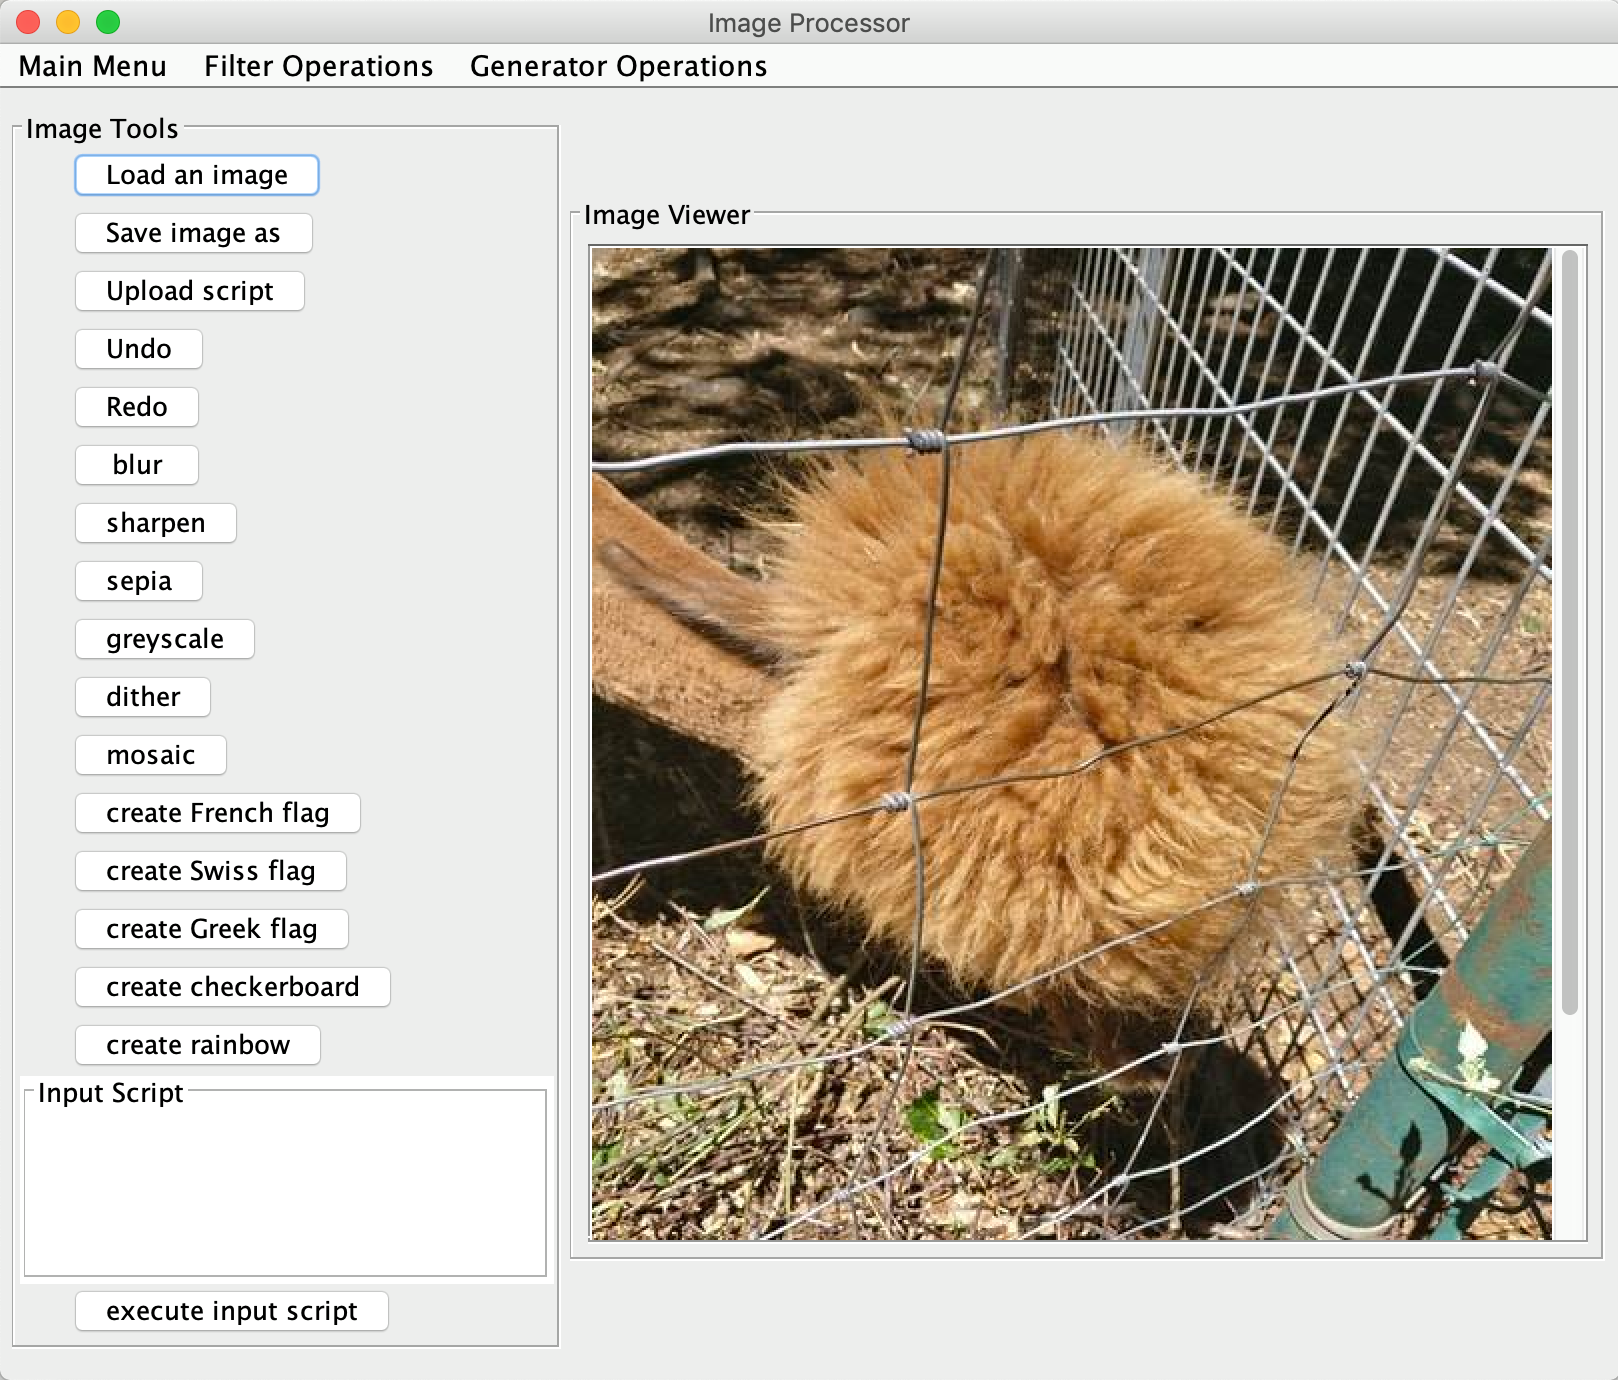 Image Processor
Main Menu Filter Operations Generator Operations
Image Tools
Load an image
Save image as
Upload script
Undo
Redo
blur
sharpen
sepia
greyscale
dither
mosaic
create French flag
create Swiss flag
create Greek flag
create checkerboard
create rainbow
Input Script
execute input script
Image Viewer